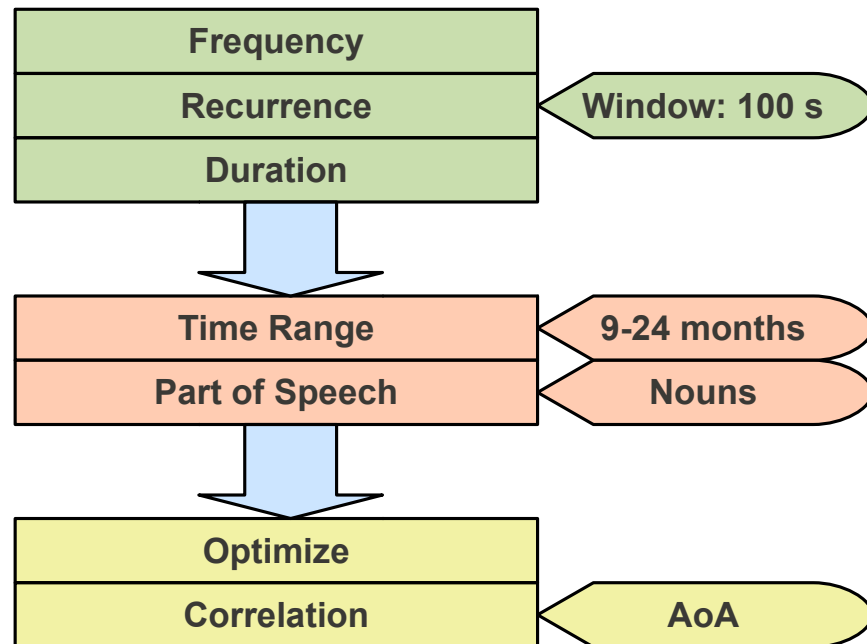 Frequency
Recurrence
Window: 100 s
Duration
Time Range
9-24 months
Part of Speech
Nouns
Optimize
Correlation
AoA